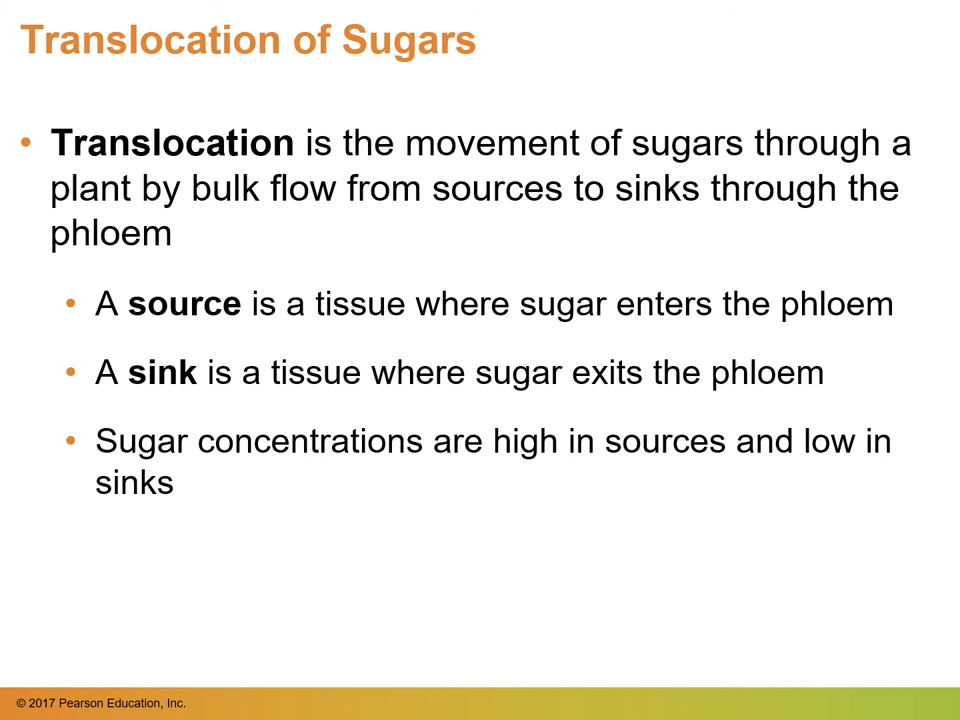 Translocation of Sugars
• Translocation is the movement of sugars through a
plant by bulk flow from sources to sinks through the
phloem
• A source is a tissue where sugar enters the phloem
• A sink is a tissue where sugar exits the phloem
• Sugar concentrations are high in sources and low in
sinks
© 2017 Pearson Education, Inc.